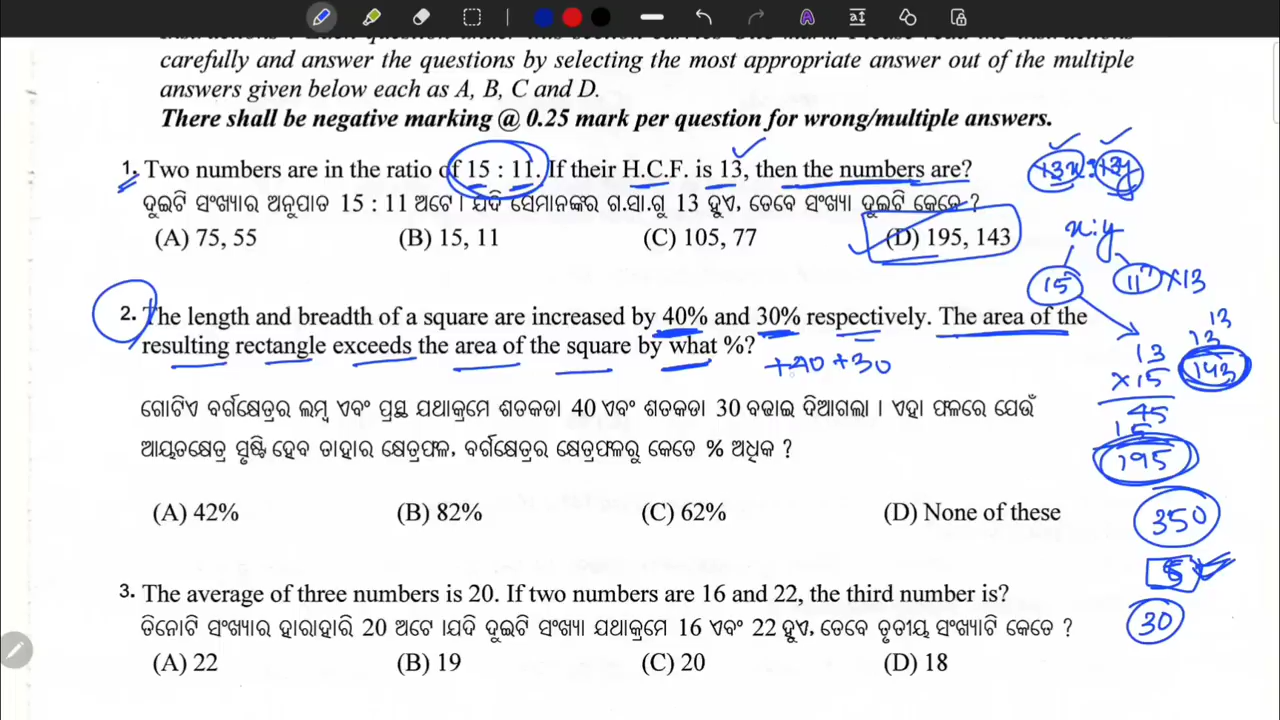 carefully and answer the questions by selecting the most appropriate answer out of the multiple
answers given below each as A, B, C and D.
There shall be negative marking @ 0.25 mark per question for wrong/multiple answers.
1. Two numbers are in the ratio of 15 : 11. If their H.C.F. is 13, then the numbers are?
ଦୁଇଟି ସଂଖ୍ୟାର ଅନୁପାତ 15 : 11 ଅଟେ । ଯଦି ସେମାନଙ୍କର ଗ.ସା.ଗୁ 13 ହୁଏ, ତେବେ ସଂଖ୍ୟା ଦୁଇଟି କେତେ ?
(A) 75, 55 (B) 15, 11 (C) 105, 77 (D) 195, 143
13x : 13y
x:y
15 11 ×13
2. The length and breadth of a square are increased by 40% and 30% respectively. The area of the
resulting rectangle exceeds the area of the square by what %?
+40 +30
13
×15
45
15
195
13
13
143
ଗୋଟିଏ ବର୍ଗକ୍ଷେତ୍ରର ଲମ୍ବ ଏବଂ ପ୍ରସ୍ଥ ଯଥାକ୍ରମେ ଶତକଡା 40 ଏବଂ ଶତକଡା 30 ବଢାଇ ଦିଆଗଲା । ଏହା ଫଳରେ ଯେଉଁ
ଆୟତକ୍ଷେତ୍ର ସୃଷ୍ଟି ହେବ ତାହାର କ୍ଷେତ୍ରଫଳ, ବର୍ଗକ୍ଷେତ୍ରର କ୍ଷେତ୍ରଫଳରୁ କେତେ % ଅଧିକ ?
(A) 42% (B) 82% (C) 62% (D) None of these
350
5
30
3. The average of three numbers is 20. If two numbers are 16 and 22, the third number is?
ତିନୋଟି ସଂଖ୍ୟାର ହାରାହାରି 20 ଅଟେ ।ଯଦି ଦୁଇଟି ସଂଖ୍ୟା ଯଥାକ୍ରମେ 16 ଏବଂ 22 ହୁଏ, ତେବେ ତୃତୀୟ ସଂଖ୍ୟାଟି କେତେ ?
(A) 22 (B) 19 (C) 20 (D) 18